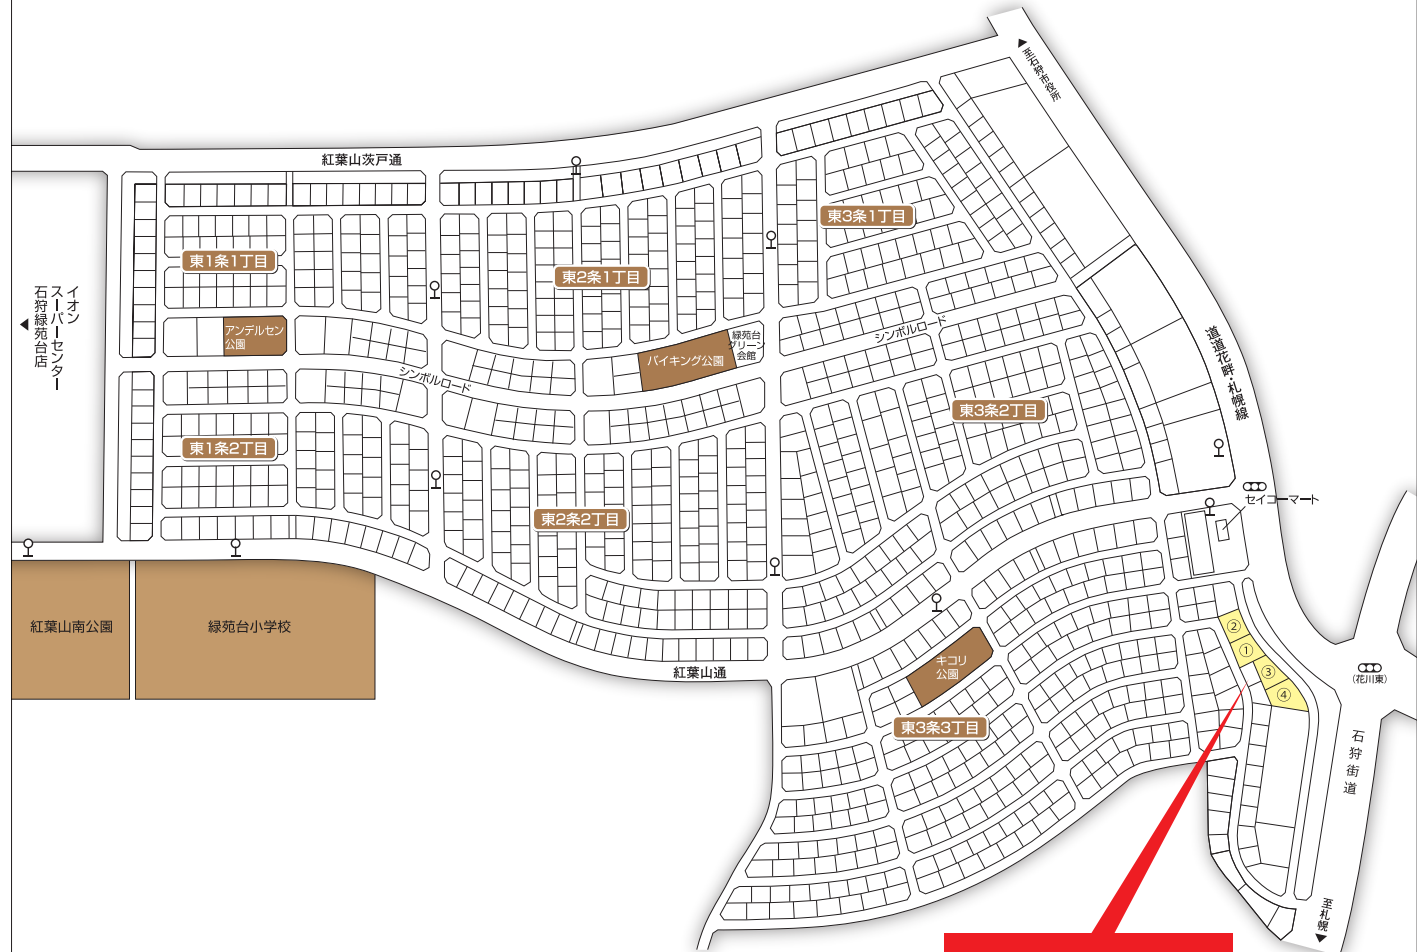 至石狩市役所
紅葉山茨戸通
東3条1丁目
東1条1丁目
東2条1丁目
イオン
スーパーセンター
石狩緑苑台店
アンデルセン
公園
シンボルロード
緑苑台
グリーン
会館
バイキング公園
道道花畔・札幌線
シンボルロード
東3条2丁目
東1条2丁目
セイコーマート
東2条2丁目
紅葉山南公園
緑苑台小学校
②
①
③
④
キコリ
公園
紅葉山通
(花川東)
東3条3丁目
石狩街道
至札幌